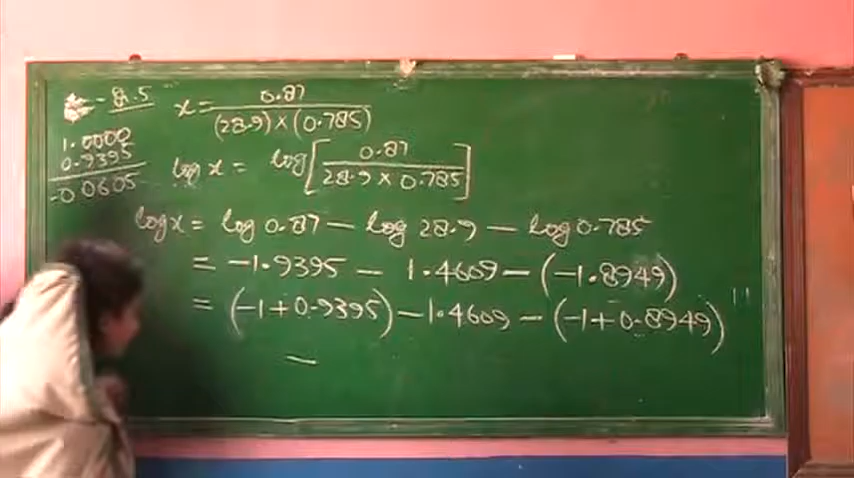 x = 0.87 / (28.9) × (0.785)
1.0000
0.9395
-0.0605
log x = log [ 0.87 / 28.9 × 0.785 ]
log x = log 0.87 - log 28.9 - log 0.785
= -1.9395 - 1.4609 - (-1.8949)
= (-1 + 0.9395) - 1.4609 - (-1 + 0.8949)
=